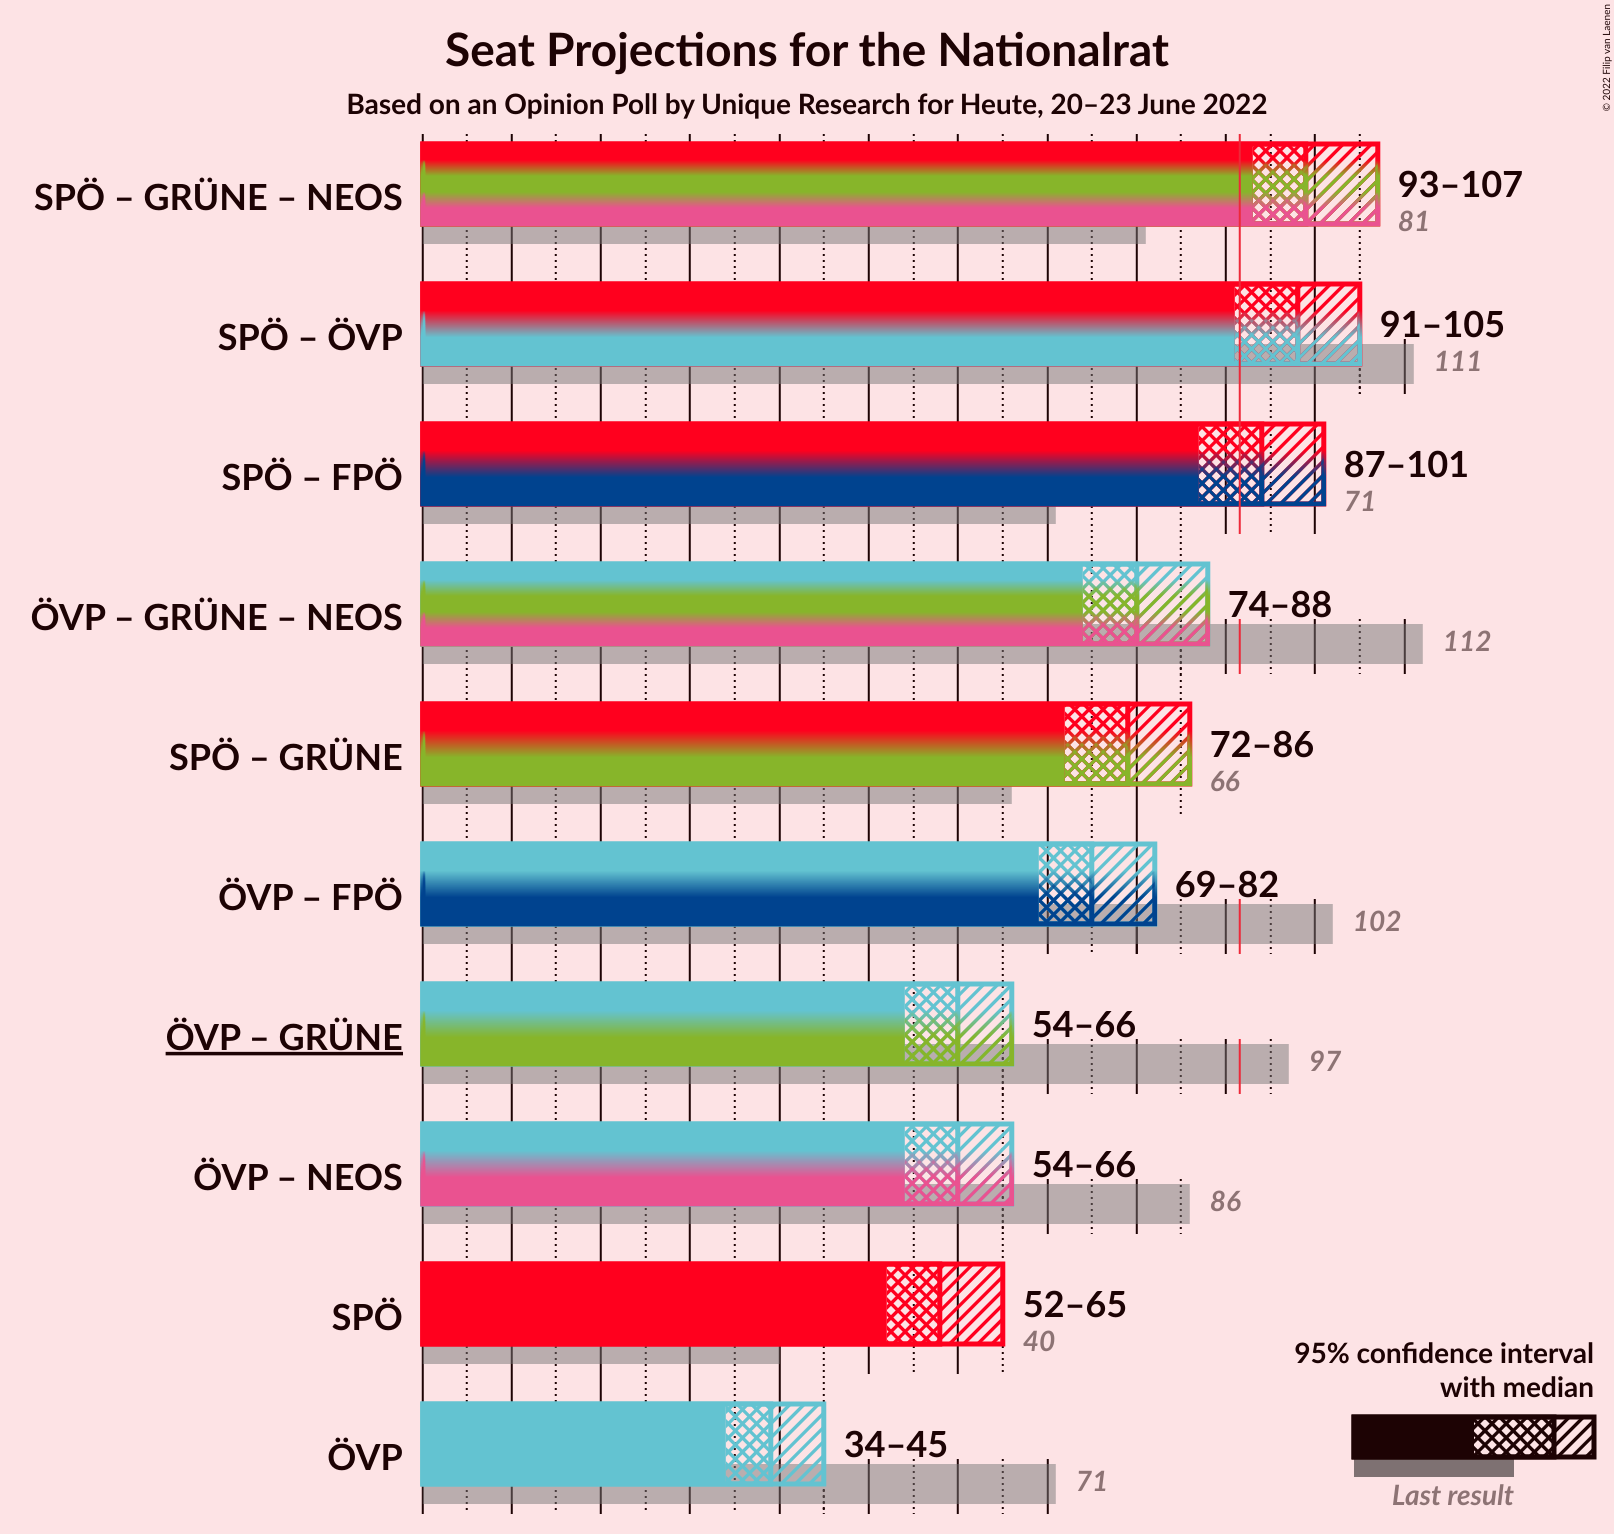 Seat Projections for the Nationalrat
Based on an Opinion Poll by Unique Research for Heute, 20–23 June 2022
© 2022 Filip van Laenen
SPÖ – GRÜNE – NEOS
93–107
81
SPÖ – ÖVP
91–105
111
SPÖ – FPÖ
87–101
71
ÖVP – GRÜNE – NEOS
74–88
112
SPÖ – GRÜNE
72–86
66
ÖVP – FPÖ
69–82
102
ÖVP – GRÜNE
54–66
97
ÖVP – NEOS
54–66
86
SPÖ
52–65
40
ÖVP
34–45
71
95% confidence interval
with median
Last result